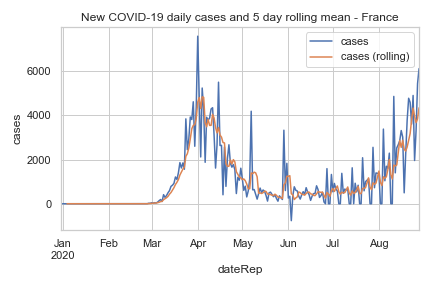 New COVID-19 daily cases and 5 day rolling mean - France
cases
cases (rolling)
cases
6000
4000
2000
0
Jan Feb Mar Apr May Jun Jul Aug
2020
dateRep